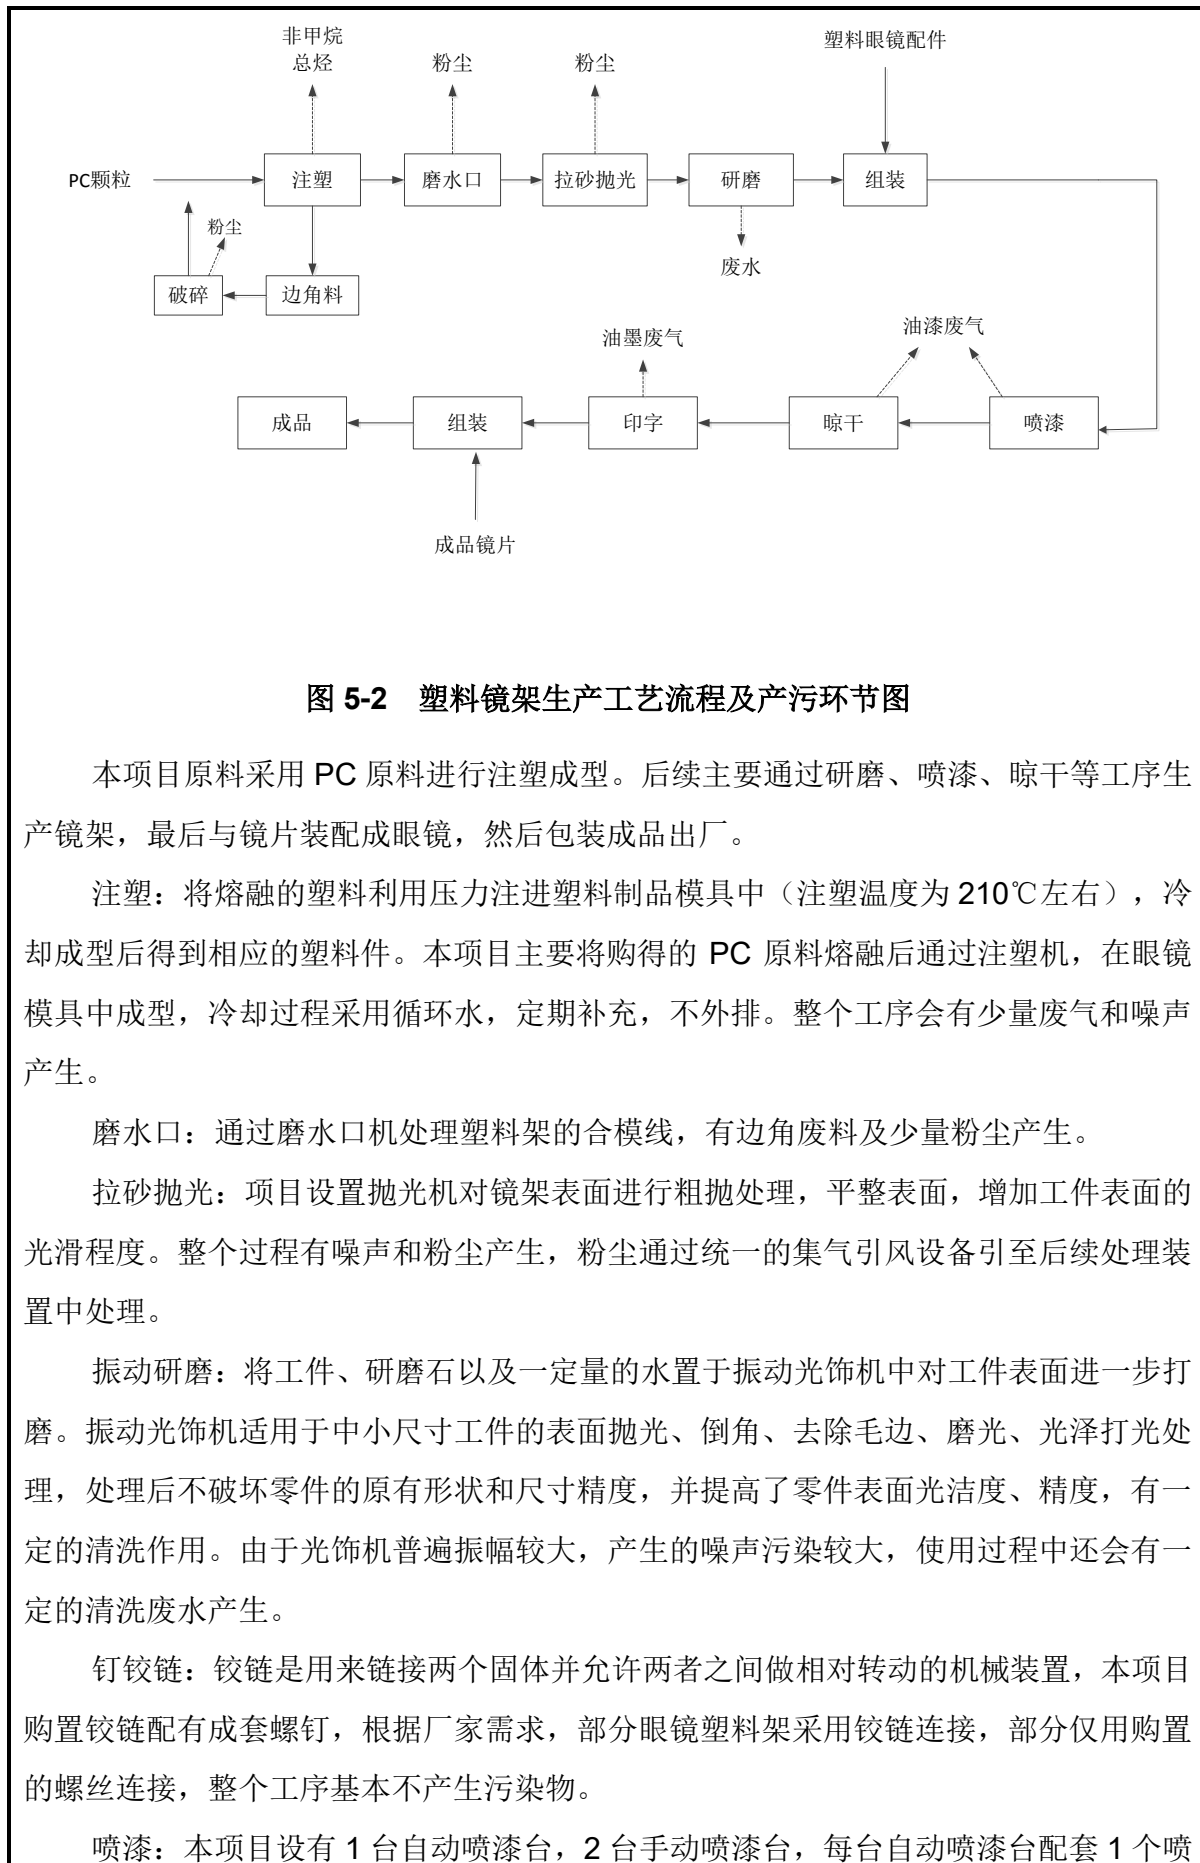 非甲烷
总烃
粉尘
粉尘
塑料眼镜配件
PC颗粒
注塑
磨水口
拉砂抛光
研磨
组装
粉尘
废水
破碎
边角料
油墨废气
油漆废气
成品
组装
印字
晾干
喷漆
成品镜片
图 5-2 塑料镜架生产工艺流程及产污环节图
本项目原料采用 PC 原料进行注塑成型。后续主要通过研磨、喷漆、晾干等工序生
产镜架，最后与镜片装配成眼镜，然后包装成品出厂。
注塑：将熔融的塑料利用压力注进塑料制品模具中（注塑温度为 210℃左右），冷
却成型后得到相应的塑料件。本项目主要将购得的 PC 原料熔融后通过注塑机，在眼镜
模具中成型，冷却过程采用循环水，定期补充，不外排。整个工序会有少量废气和噪声
产生。
磨水口：通过磨水口机处理塑料架的合模线，有边角废料及少量粉尘产生。
拉砂抛光：项目设置抛光机对镜架表面进行粗抛处理，平整表面，增加工件表面的
光滑程度。整个过程有噪声和粉尘产生，粉尘通过统一的集气引风设备引至后续处理装
置中处理。
振动研磨：将工件、研磨石以及一定量的水置于振动光饰机中对工件表面进一步打
磨。振动光饰机适用于中小尺寸工件的表面抛光、倒角、去除毛边、磨光、光泽打光处
理，处理后不破坏零件的原有形状和尺寸精度，并提高了零件表面光洁度、精度，有一
定的清洗作用。由于光饰机普遍振幅较大，产生的噪声污染较大，使用过程中还会有一
定的清洗废水产生。
钉铰链：铰链是用来链接两个固体并允许两者之间做相对转动的机械装置，本项目
购置铰链配有成套螺钉，根据厂家需求，部分眼镜塑料架采用铰链连接，部分仅用购置
的螺丝连接，整个工序基本不产生污染物。
喷漆：本项目设有 1 台自动喷漆台，2 台手动喷漆台，每台自动喷漆台配套 1 个喷